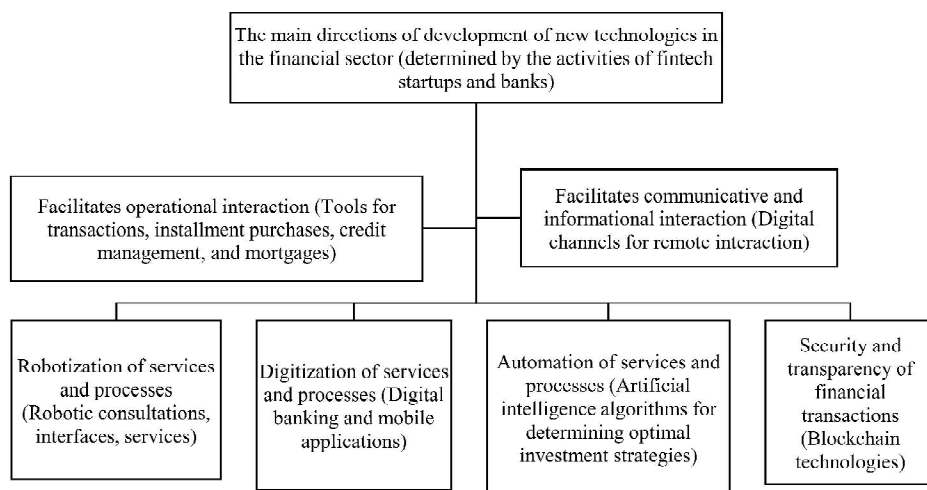 The main directions of development of new technologies in
the financial sector (determined by the activities of fintech
startups and banks)
Facilitates operational interaction (Tools for
transactions, installment purchases, credit
management, and mortgages)
Facilitates communicative and
informational interaction (Digital
channels for remote interaction)
Robotization of services
and processes
(Robotic consultations,
interfaces, services)
Digitization of services
and processes (Digital
banking and mobile
applications)
Automation of services and
processes (Artificial
intelligence algorithms for
determining optimal
investment strategies)
Security and
transparency of
financial
transactions
(Blockchain
technologies)